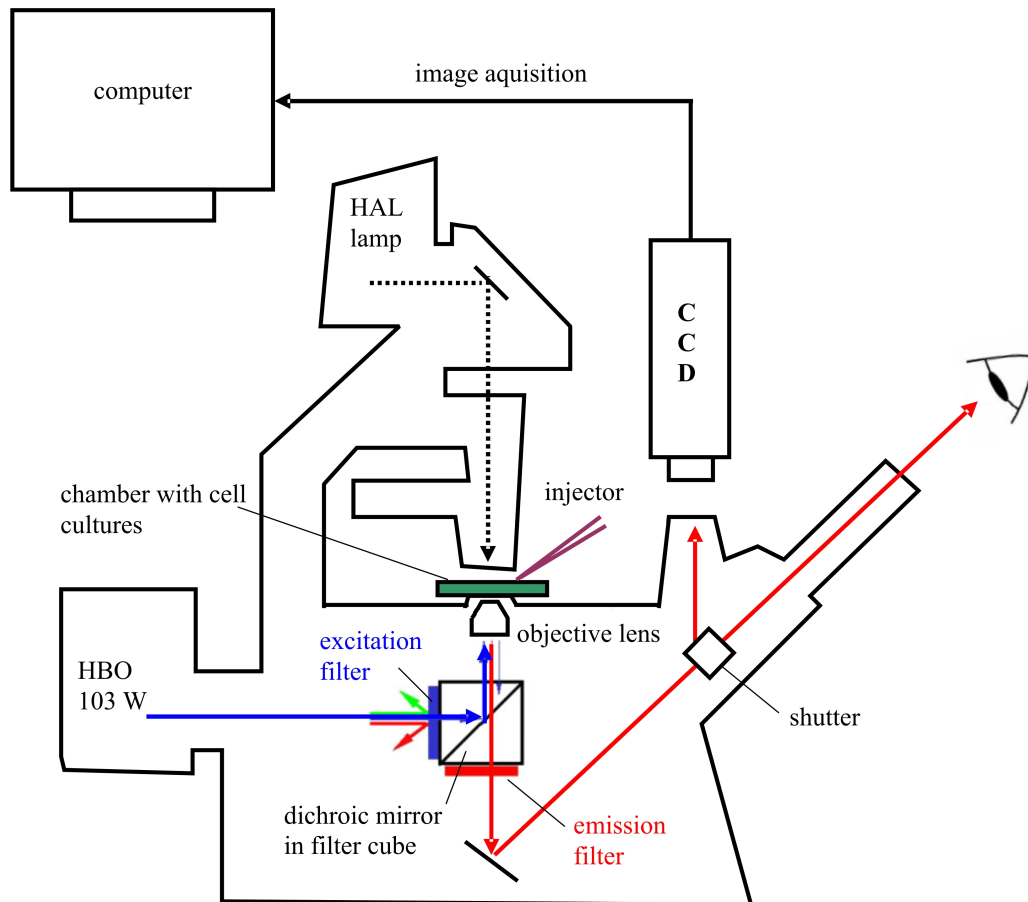 image aquisition
computer
HAL
lamp
C
C
D
chamber with cell
cultures
injector
objective lens
excitation
filter
HBO
103 W
shutter
dichroic mirror
in filter cube
emission
filter